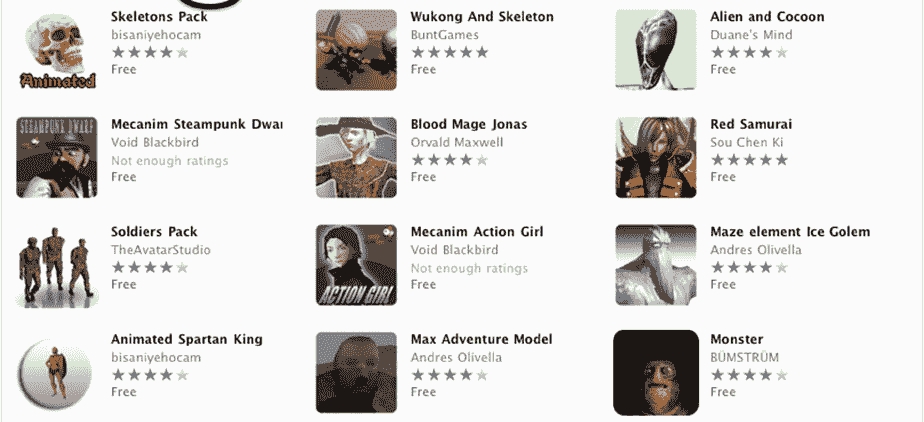 Skeletons Pack
bisaniyehocam
Free
Animated
Wukong And Skeleton
BuntGames
Free
Alien and Cocoon
Duane's Mind
Free
STEAMPUNK DWARF
Mecanim Steampunk Dwar
Void Blackbird
Not enough ratings
Free
Blood Mage Jonas
Orvald Maxwell
Free
Red Samurai
Sou Chen Ki
Free
Soldiers Pack
TheAvatarStudio
Free
ACTION GIRL
Mecanim Action Girl
Void Blackbird
Not enough ratings
Free
Maze element Ice Golem
Andres Olivella
Free
Animated Spartan King
bisaniyehocam
Free
Max Adventure Model
Andres Olivella
Free
Monster
BÜMSTRÜM
Free